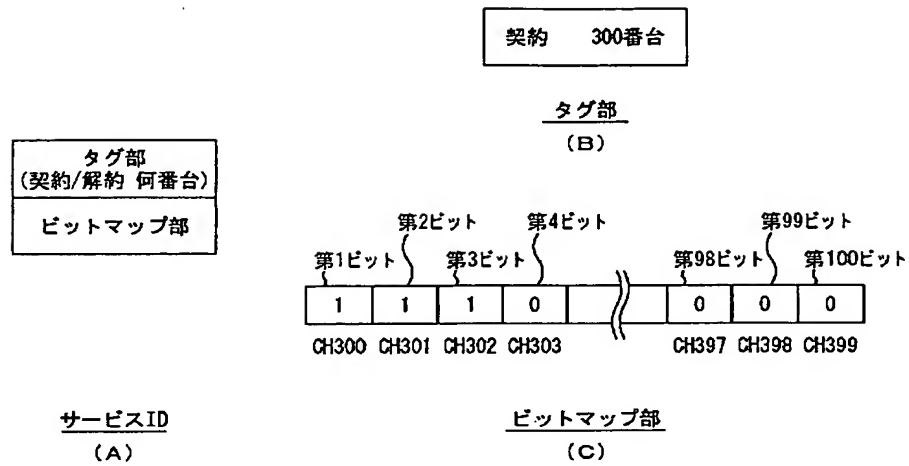 契約 300番台
タグ部
(B)
タグ部
(契約/解約 何番台)
ビットマップ部
第2ビット 第4ビット 第99ビット
第1ビット 第3ビット 第98ビット 第100ビット
1 1 1 0 0 0 0
CH300 CH301 CH302 CH303 CH397 CH398 CH399
サービスID
(A)
ビットマップ部
(C)